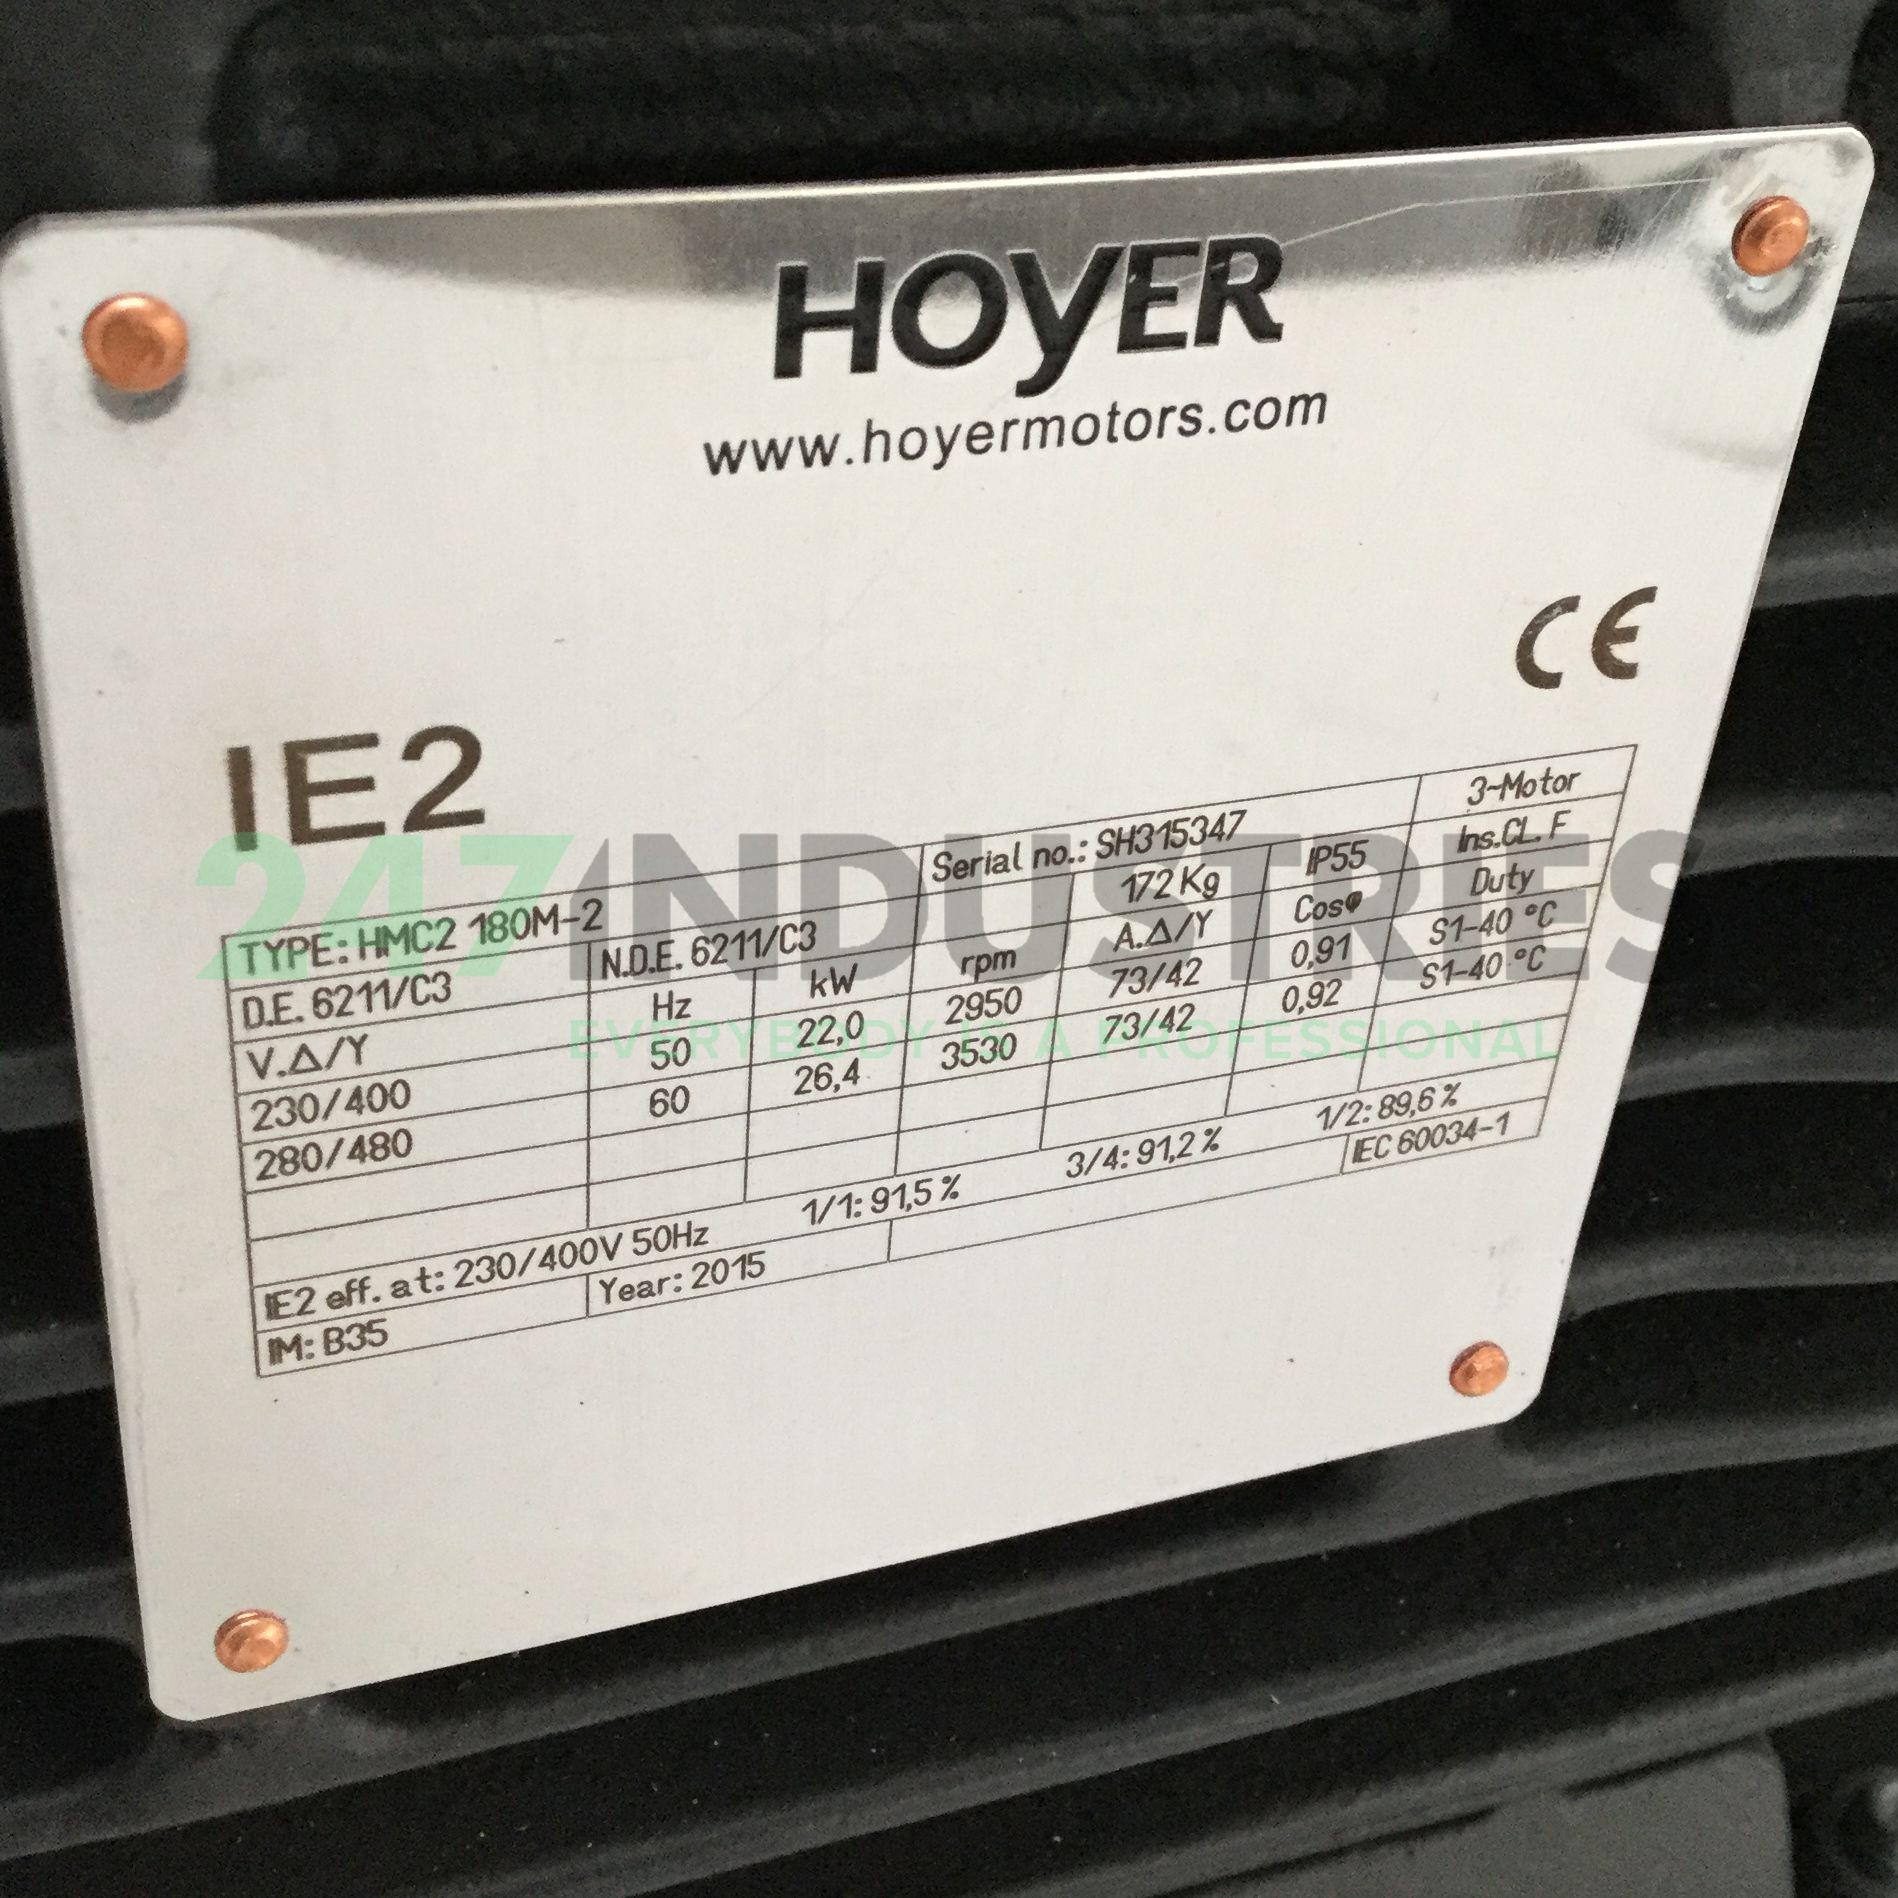 HOYER
www.hoyermotors.com
CE
IE2
TYPE: HMC2 180M-2 Serial no.: SH315347 3~Motor
D.E. 6211/C3 N.D.E. 6211/C3 172 Kg IP55 Ins.CL. F
V.Δ/Y Hz kW rpm A.Δ/Y Cosφ Duty
230/400 50 22,0 2950 73/42 0,91 S1-40 °C
280/480 60 26,4 3530 73/42 0,92 S1-40 °C
IE2 eff. at: 230/400V 50Hz 1/1: 91,5 % 3/4: 91,2 % 1/2: 89,6 %
IM: B35 Year: 2015 IEC 60034-1
247INDUSTRIES
EVERYBODY IS A PROFESSIONAL